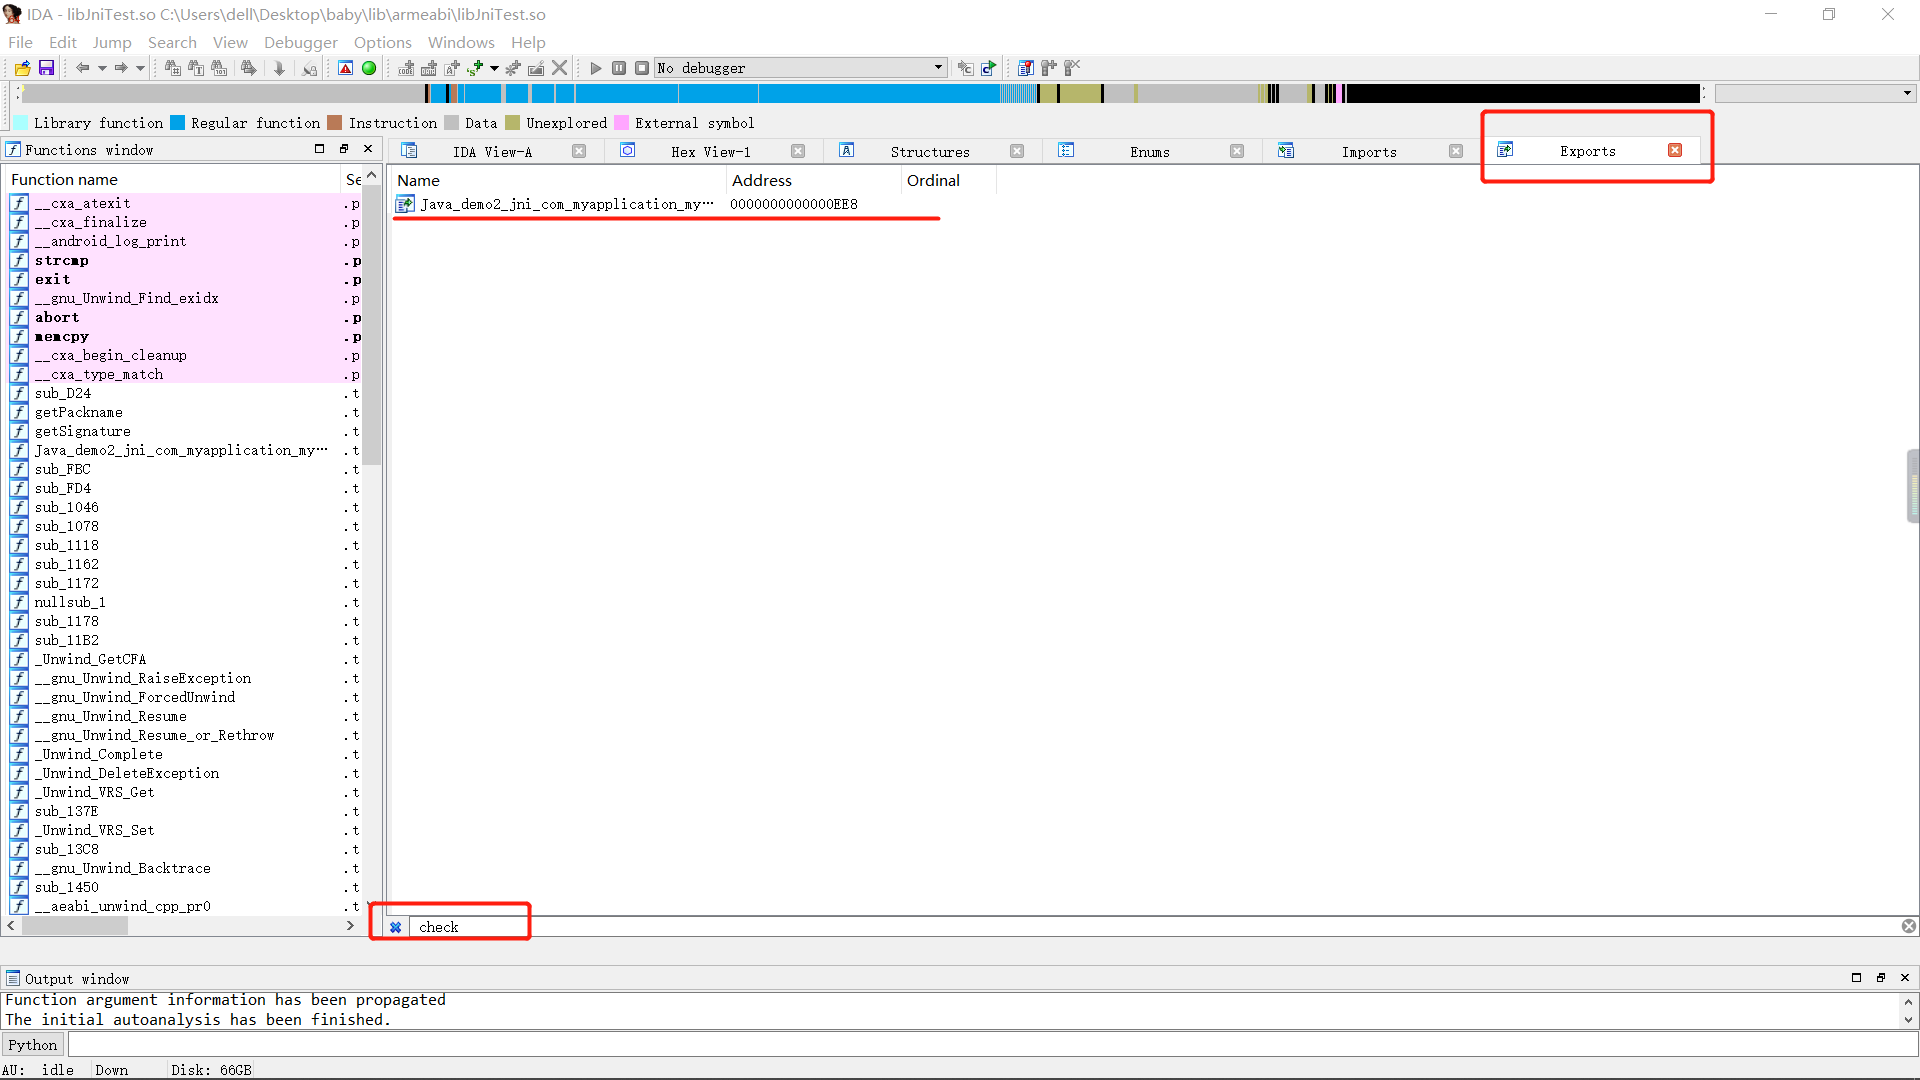 IDA - libJniTest.so C:\Users\dell\Desktop\baby\lib\armeabi\libJniTest.so
File Edit Jump Search View Debugger Options Windows Help
No debugger
Library function Regular function Instruction Data Unexplored External symbol
Functions window
IDA View-A Hex View-1 Structures Enums Imports Exports
Function name Se
__cxa_atexit .p
__cxa_finalize .p
__android_log_print .p
strcmp .p
exit .p
__gnu_Unwind_Find_exidx .p
abort .p
memcpy .p
__cxa_begin_cleanup .p
__cxa_type_match .p
sub_D24 .t
getPackname .t
getSignature .t
Java_demo2_jni_com_myapplication_my… .t
sub_FBC .t
sub_FD4 .t
sub_1046 .t
sub_1078 .t
sub_1118 .t
sub_1162 .t
sub_1172 .t
nullsub_1 .t
sub_1178 .t
sub_11B2 .t
_Unwind_GetCFA .t
__gnu_Unwind_RaiseException .t
__gnu_Unwind_ForcedUnwind .t
__gnu_Unwind_Resume .t
__gnu_Unwind_Resume_or_Rethrow .t
_Unwind_Complete .t
_Unwind_DeleteException .t
_Unwind_VRS_Get .t
sub_137E .t
_Unwind_VRS_Set .t
sub_13C8 .t
__gnu_Unwind_Backtrace .t
sub_1450 .t
__aeabi_unwind_cpp_pr0 .t
Name Address Ordinal
Java_demo2_jni_com_myapplication_my… 0000000000000EE8
check
Output window
Function argument information has been propagated
The initial autoanalysis has been finished.
Python
AU: idle Down Disk: 66GB